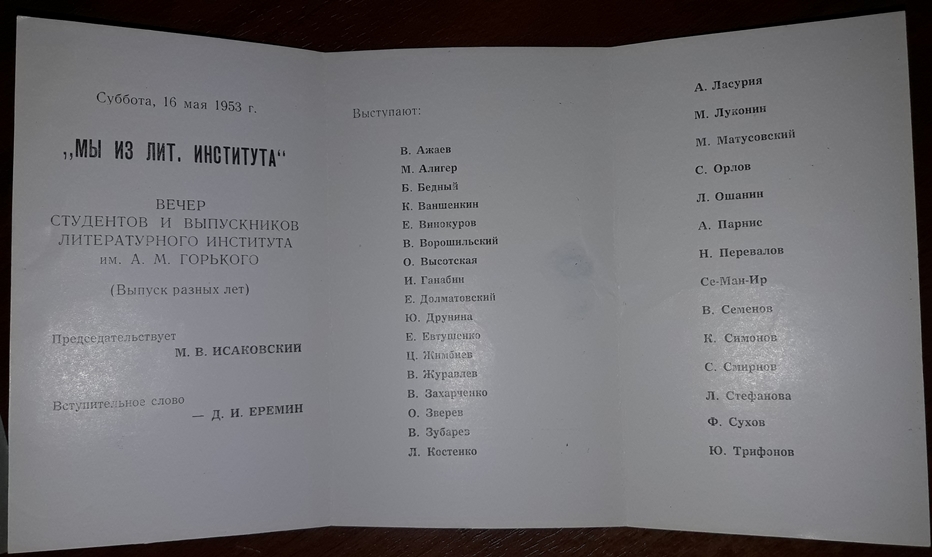 Суббота, 16 мая 1953 г.
„МЫ ИЗ ЛИТ. ИНСТИТУТА“
ВЕЧЕР
СТУДЕНТОВ И ВЫПУСКНИКОВ
ЛИТЕРАТУРНОГО ИНСТИТУТА
им. А. М. ГОРЬКОГО
(Выпуск разных лет)
Председательствует
М. В. ИСАКОВСКИЙ
Вступительное слово
— Д. И. ЕРЕМИН
Выступают:
В. Ажаев
М. Алигер
Б. Бедный
К. Ваншенкин
Е. Винокуров
В. Ворошильский
О. Высотская
И. Ганабин
Е. Долматовский
Ю. Друнина
Е. Евтушенко
Ц. Жимбиев
В. Журавлев
В. Захарченко
О. Зверев
В. Зубарев
Л. Костенко
А. Ласурия
М. Луконин
М. Матусовский
С. Орлов
Л. Ошанин
А. Парнис
Н. Перевалов
Се-Ман-Ир
В. Семенов
К. Симонов
С. Смирнов
Л. Стефанова
Ф. Сухов
Ю. Трифонов